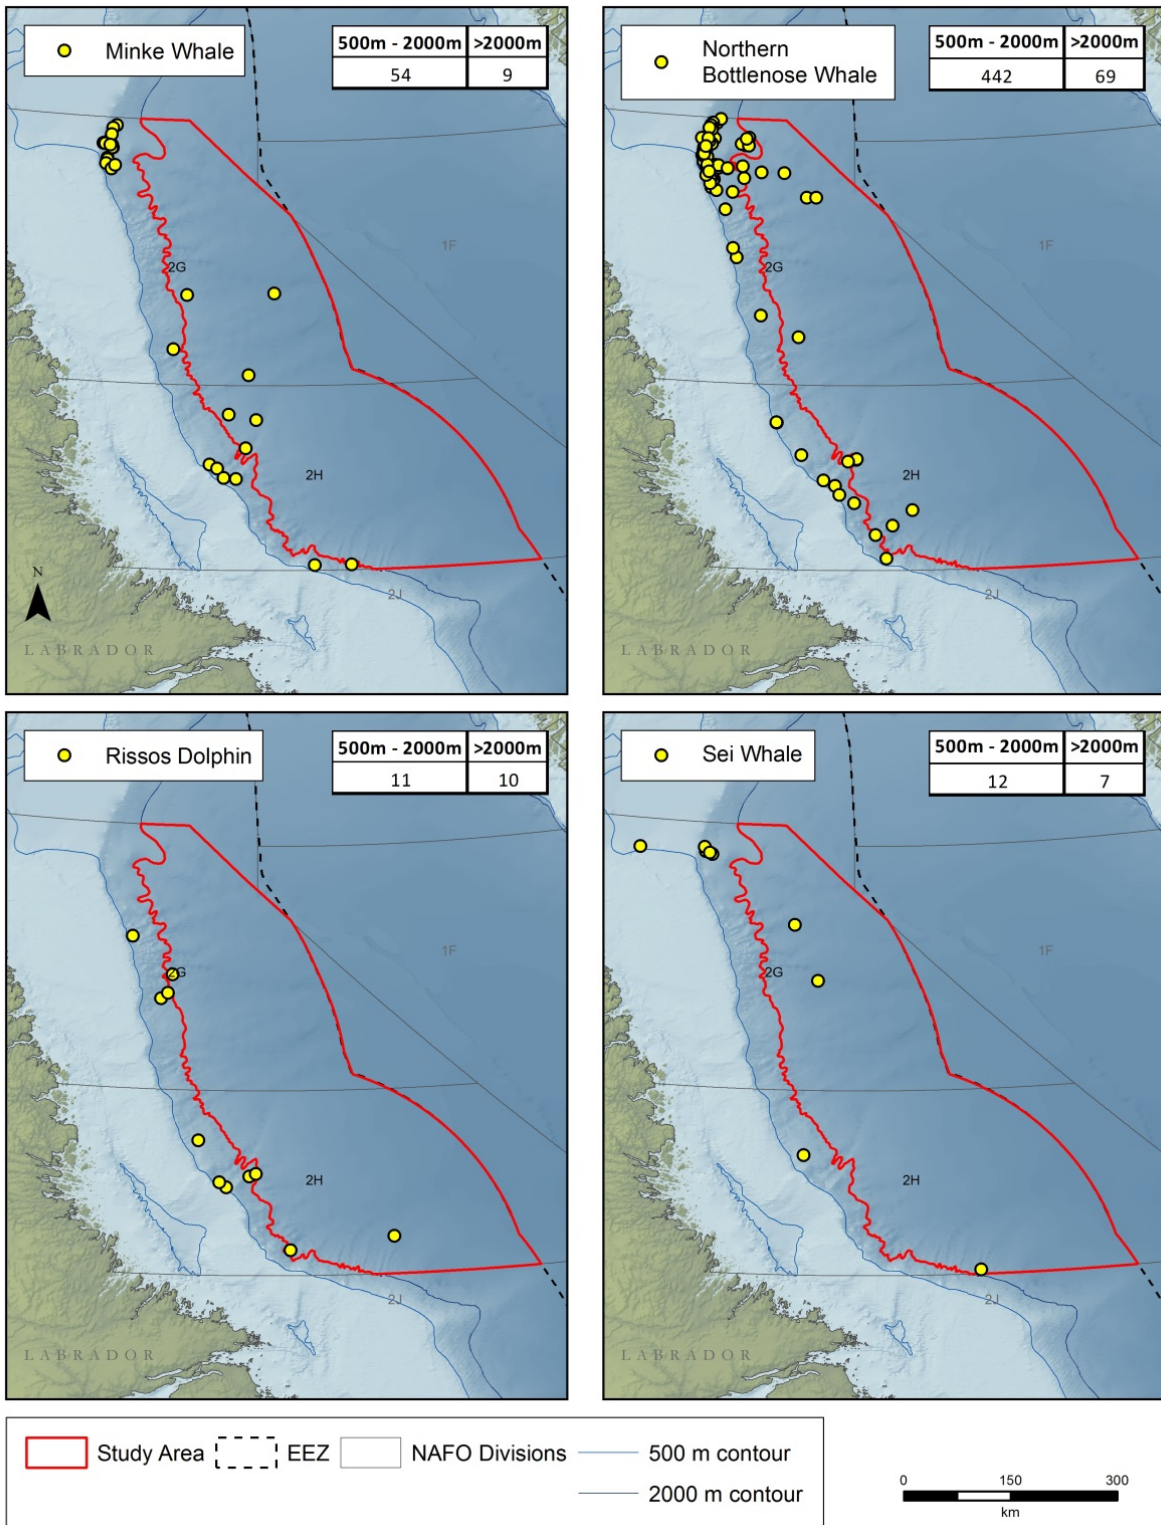 Minke Whale
500m - 2000m >2000m
54 9
1F
2G
2H
2J
N
LABRADOR
Northern
Bottlenose Whale
500m - 2000m >2000m
442 69
1F
2G
2H
2J
LABRADOR
Rissos Dolphin
500m - 2000m >2000m
11 10
1F
2G
2H
2J
LABRADOR
Sei Whale
500m - 2000m >2000m
12 7
1F
2G
2H
2J
LABRADOR
Study Area EEZ NAFO Divisions 500 m contour
2000 m contour
0 150 300
km